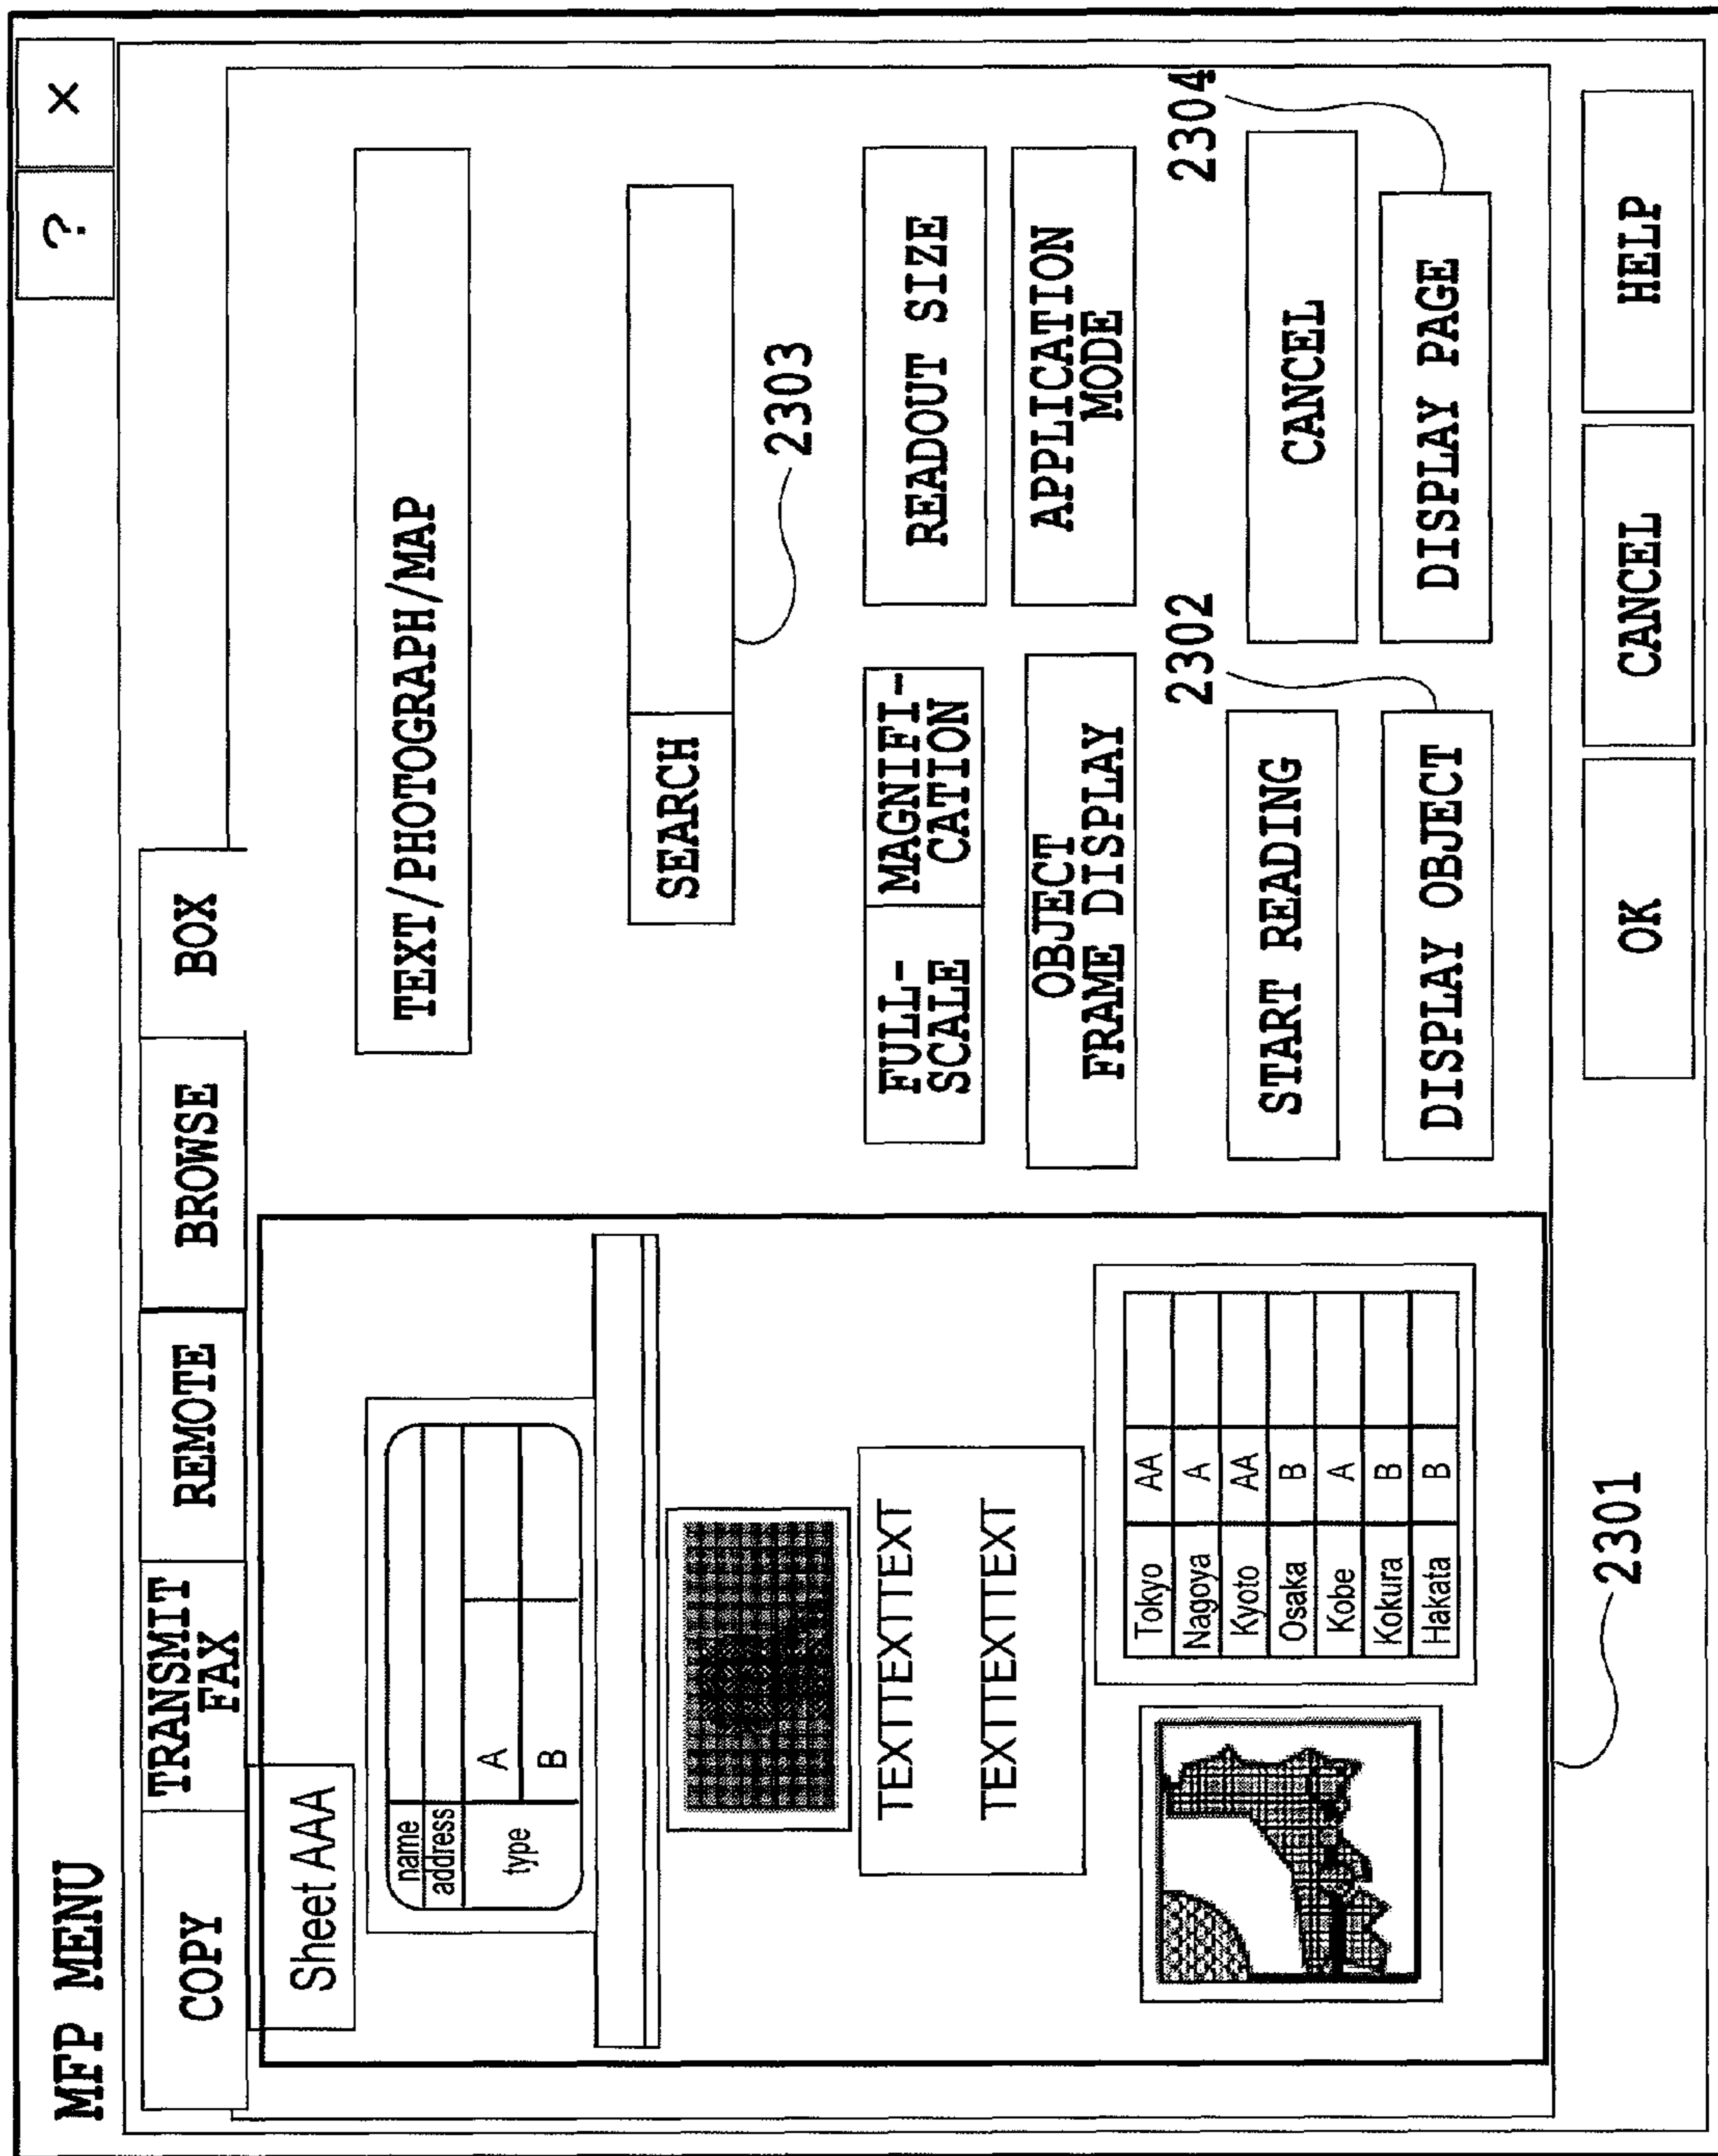 MFP MENU
? X
COPY
TRANSMIT
FAX
REMOTE
BROWSE
BOX
Sheet AAA
name
address
type
A
B
TEXTTEXTTEXT
TEXTTEXTTEXT
Tokyo AA
Nagoya A
Kyoto AA
Osaka B
Kobe A
Kokura B
Hakata B
2301
TEXT/PHOTOGRAPH/MAP
SEARCH
2303
FULL-
SCALE
MAGNIFI-
CATION
READOUT SIZE
OBJECT
FRAME DISPLAY
APPLICATION
MODE
2302
2304
START READING
CANCEL
DISPLAY OBJECT
DISPLAY PAGE
OK
CANCEL
HELP